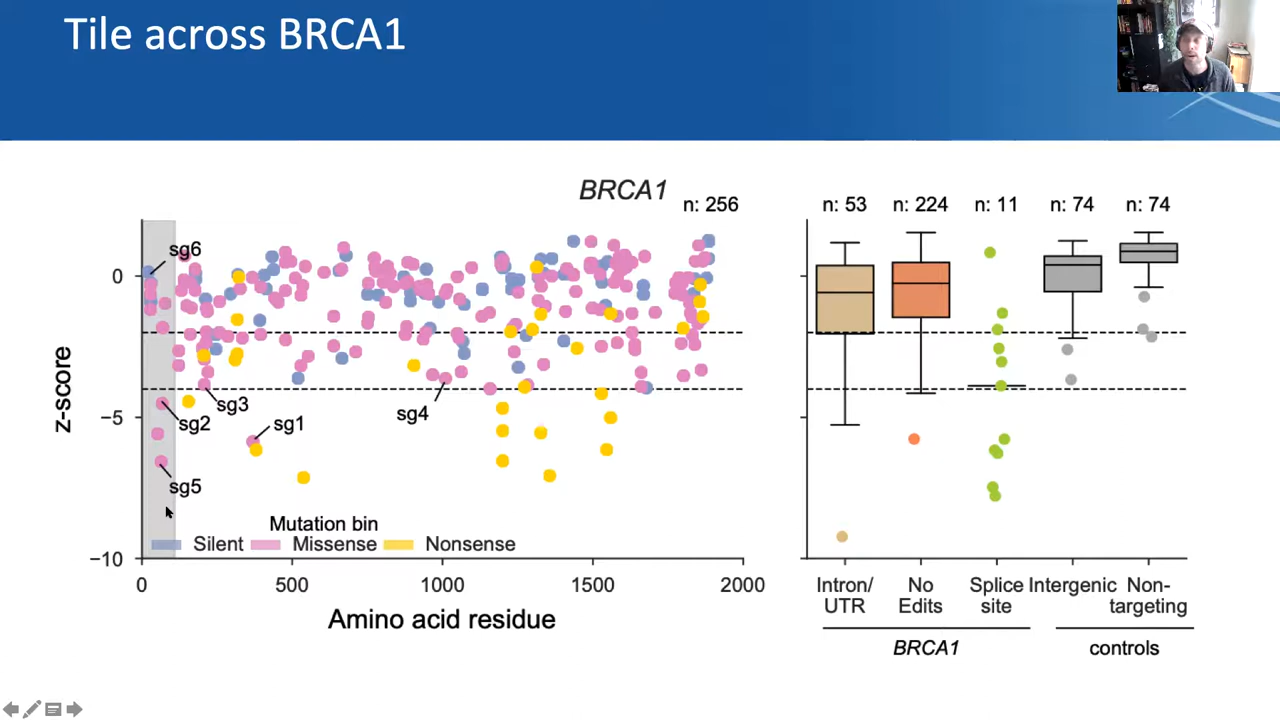 Tile across BRCA1
BRCA1
n: 256
n: 53
n: 224
n: 11
n: 74
n: 74
sg6
0
sg3
sg4
sg2
sg1
−5
sg5
z-score
Mutation bin
Silent
Missense
Nonsense
−10
0
500
1000
1500
2000
Amino acid residue
Intron/
UTR
No
Edits
Splice
site
Intergenic
Non-
targeting
BRCA1
controls